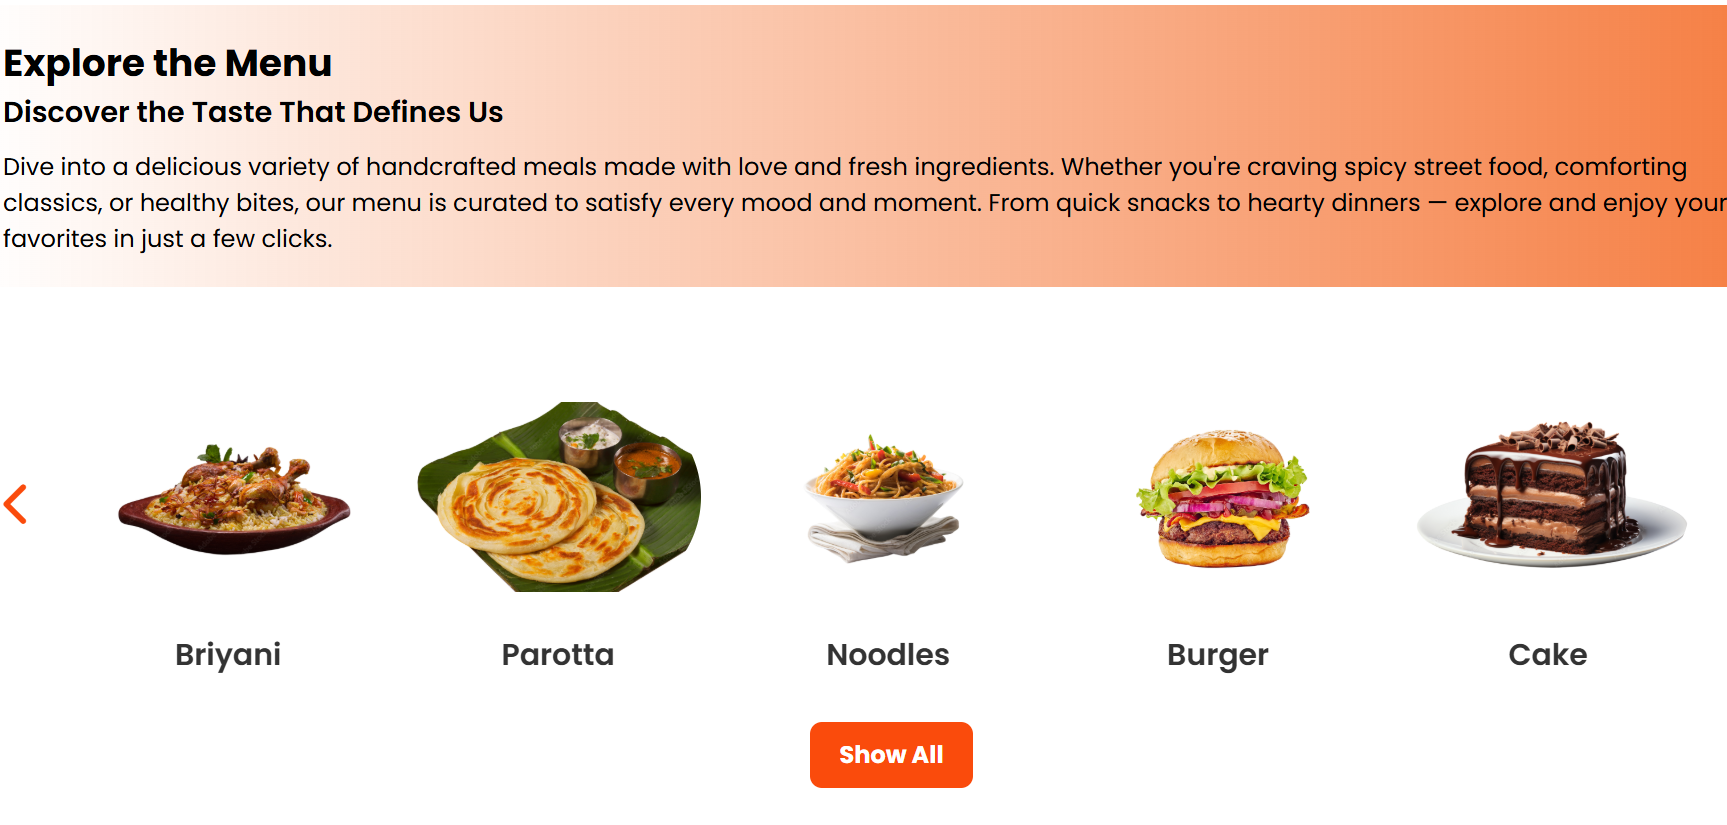 Explore the Menu
Discover the Taste That Defines Us
Dive into a delicious variety of handcrafted meals made with love and fresh ingredients. Whether you're craving spicy street food, comforting
classics, or healthy bites, our menu is curated to satisfy every mood and moment. From quick snacks to hearty dinners — explore and enjoy your
favorites in just a few clicks.
Briyani
Parotta
Noodles
Burger
Cake
Show All